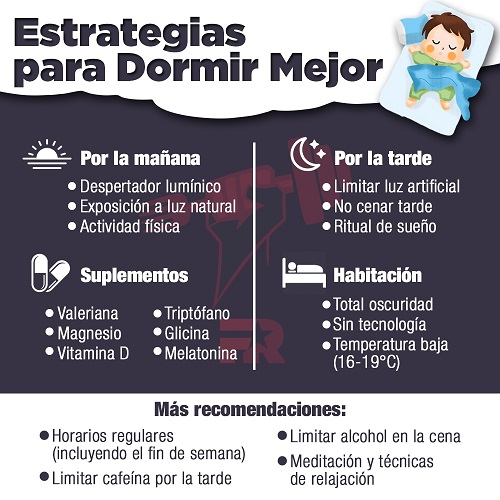 Estrategias
para Dormir Mejor
Por la mañana
• Despertador lumínico
• Exposición a luz natural
• Actividad física
Por la tarde
• Limitar luz artificial
• No cenar tarde
• Ritual de sueño
Suplementos
• Valeriana
• Magnesio
• Vitamina D
• Triptófano
• Glicina
• Melatonina
Habitación
• Total oscuridad
• Sin tecnología
• Temperatura baja
(16-19°C)
FR
Más recomendaciones:
• Horarios regulares
(incluyendo el fin de semana)
• Limitar cafeína por la tarde
• Limitar alcohol en la cena
• Meditación y técnicas
de relajación